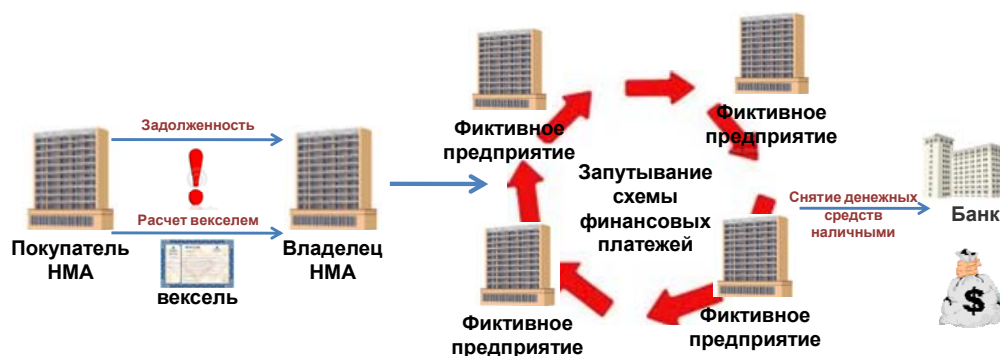 Задолженность
Расчет векселем
Покупатель
НМА
вексель
Владелец
НМА
Фиктивное
предприятие
Фиктивное
предприятие
Запутывание
схемы
финансовых
платежей
Фиктивное
предприятие
Фиктивное
предприятие
Снятие денежных
средств
наличными
Банк
$